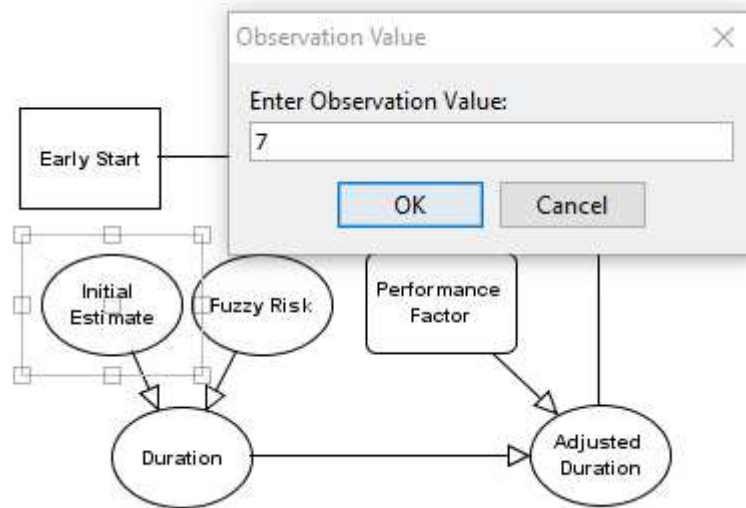 Observation Value
Enter Observation Value:
7
OK
Cancel
Early Start
Initial
Estimate
Fuzzy Risk
Performance
Factor
Duration
Adjusted
Duration